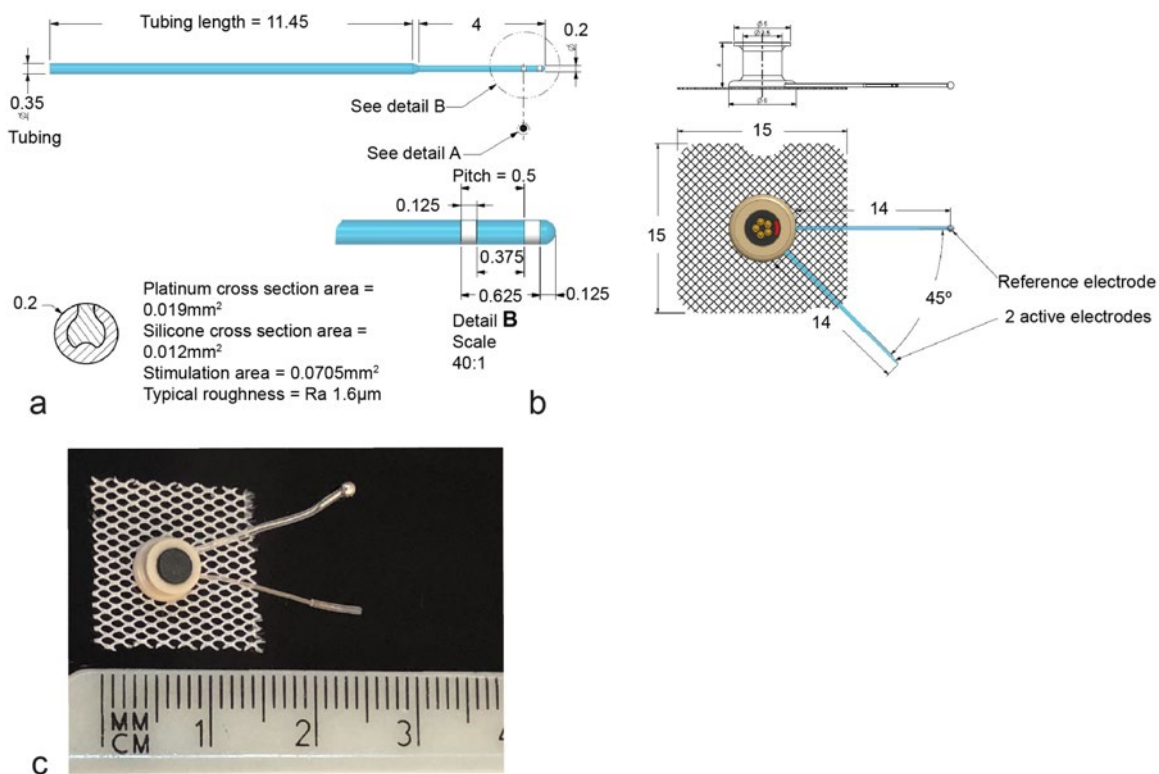 Tubing length = 11.45
4
0.2
0.35
Tubing
See detail B
See detail A
Pitch = 0.5
0.125
0.375
0.625
0.125
Detail B
Scale
40:1
0.2
Platinum cross section area =
0.019mm²
Silicone cross section area =
0.012mm²
Stimulation area = 0.0705mm²
Typical roughness = Ra 1.6µm
a
15
15
14
14
45º
Reference electrode
2 active electrodes
b
MM
CM
1
2
3
4
c